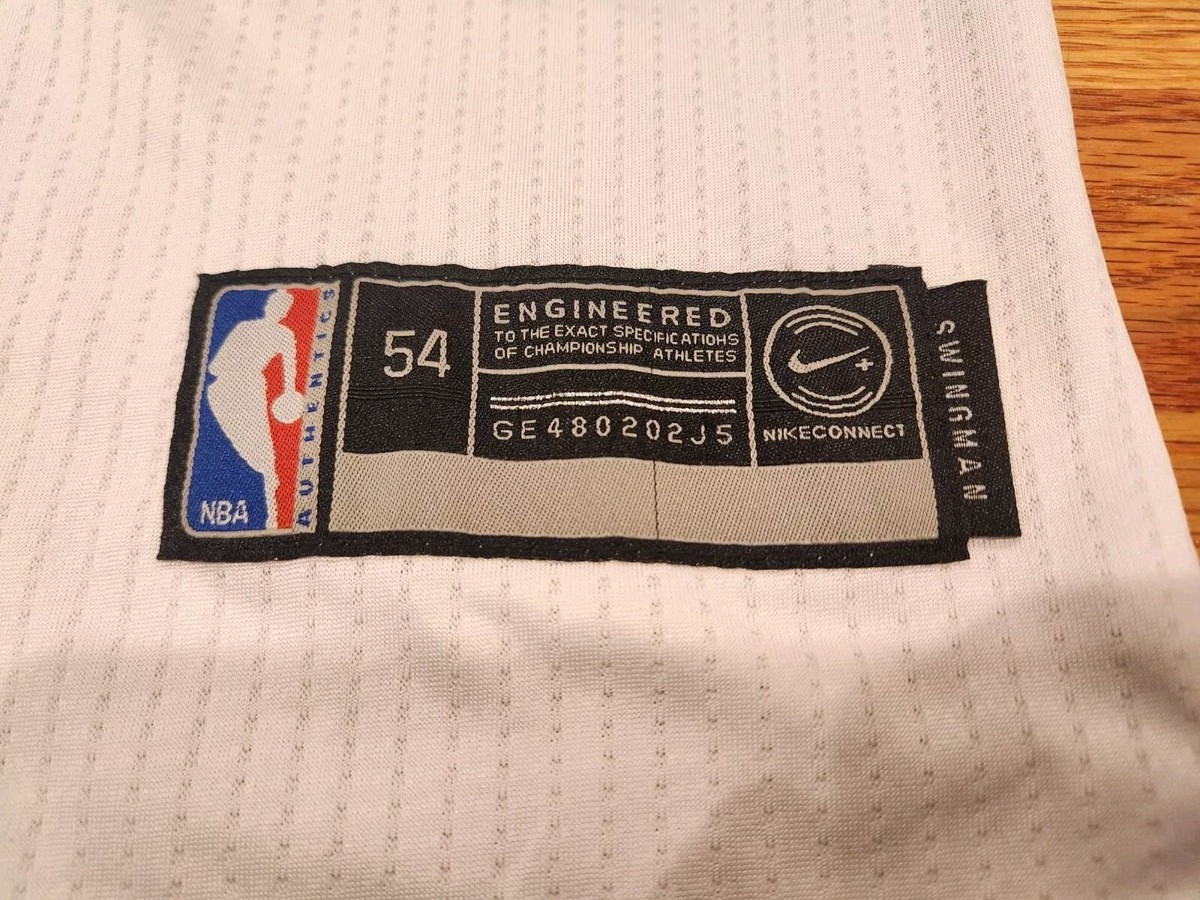 NBA
AUTHENTICS
54
ENGINEERED
TO THE EXACT SPECIFICATIONS
OF CHAMPIONSHIP ATHLETES
GE480202J5
NIKECONNECT
SWINGMAN